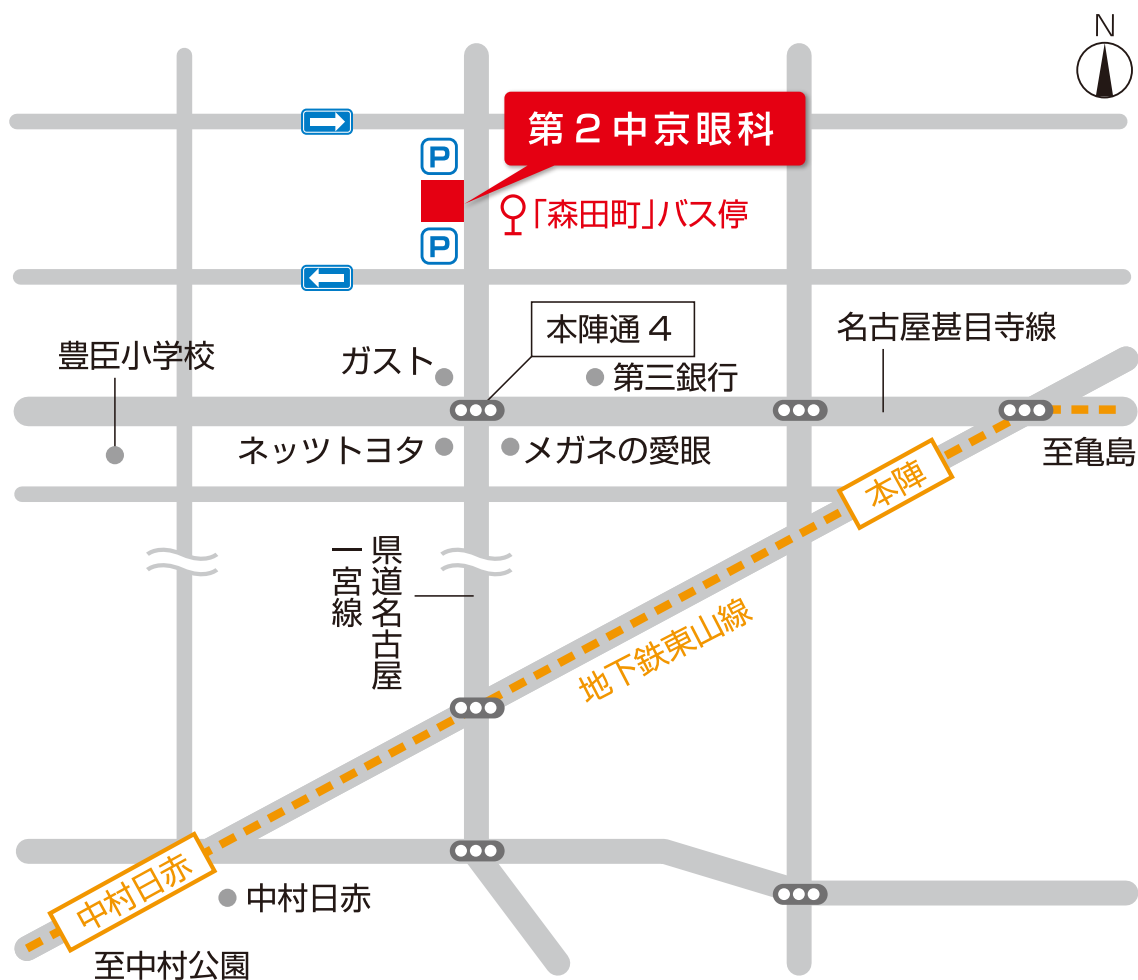 N
第2中京眼科
P
「森田町」バス停
P
本陣通4
名古屋甚目寺線
豊臣小学校
ガスト
第三銀行
ネッツトヨタ
メガネの愛眼
至亀島
本陣
県道名古屋
一宮線
地下鉄東山線
中村日赤
中村日赤
至中村公園